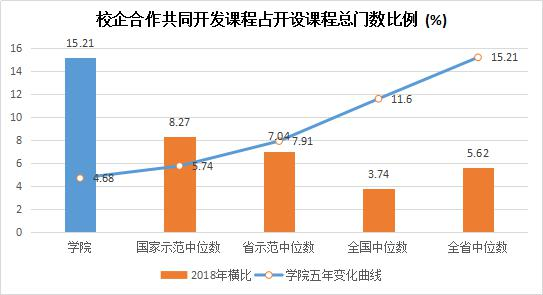 校企合作共同开发课程占开设课程总门数比例 (%)
16
14
12
10
8
6
4
2
0
15.21
8.27
7.04
3.74
5.62
4.68
5.74
7.91
11.6
15.21
学院
国家示范中位数
省示范中位数
全国中位数
全省中位数
2018年横比
学院五年变化曲线